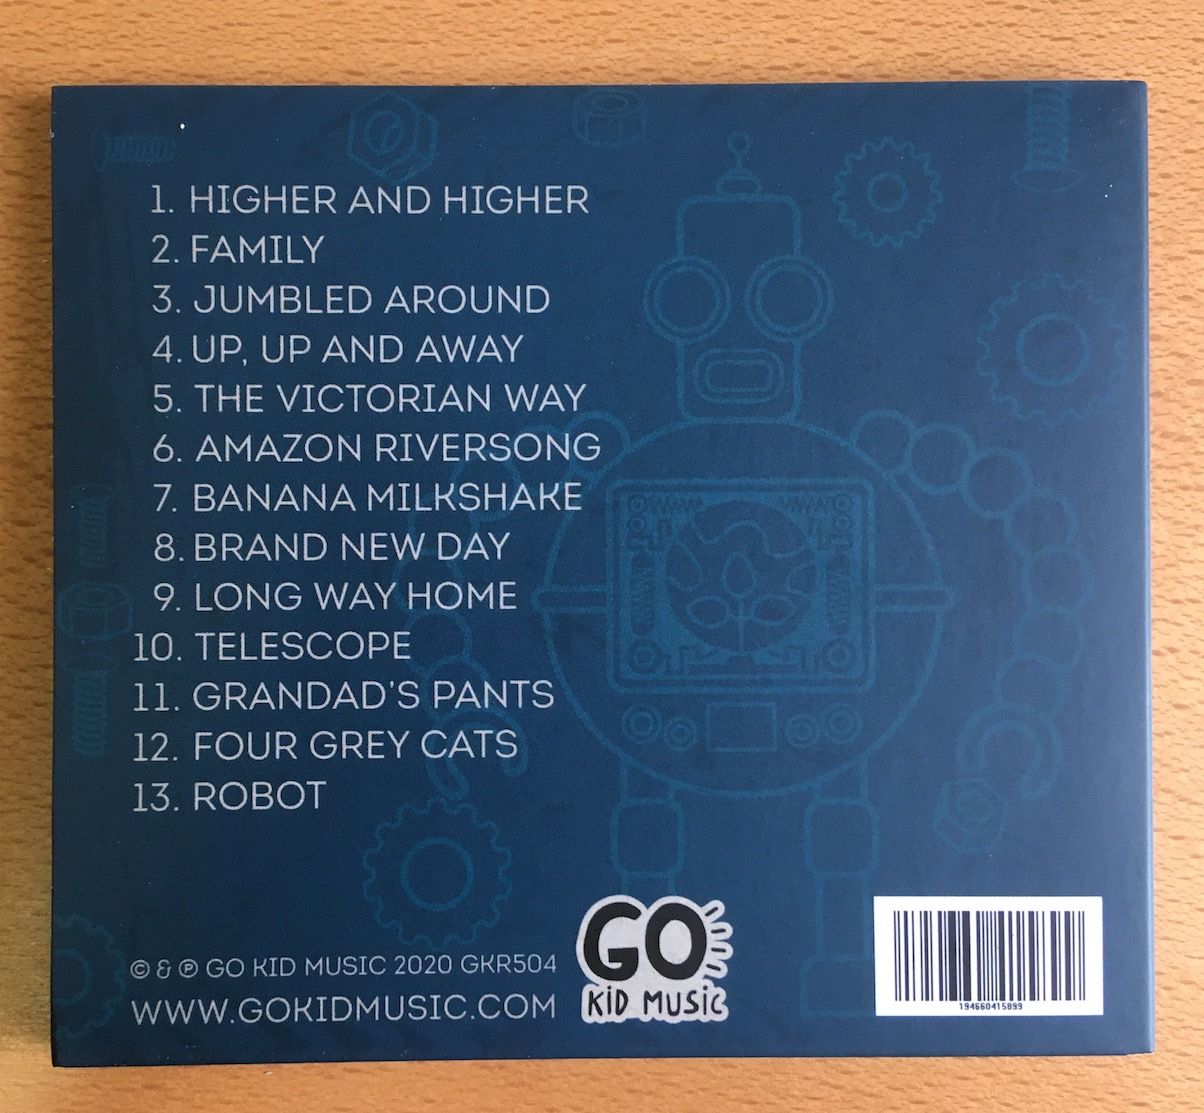 1. HIGHER AND HIGHER
2. FAMILY
3. JUMBLED AROUND
4. UP, UP AND AWAY
5. THE VICTORIAN WAY
6. AMAZON RIVERSONG
7. BANANA MILKSHAKE
8. BRAND NEW DAY
9. LONG WAY HOME
10. TELESCOPE
11. GRANDAD'S PANTS
12. FOUR GREY CATS
13. ROBOT
© & ℗ GO KID MUSIC 2020 GKR504
WWW.GOKIDMUSIC.COM
GO
KiD MUSiC
194660415899